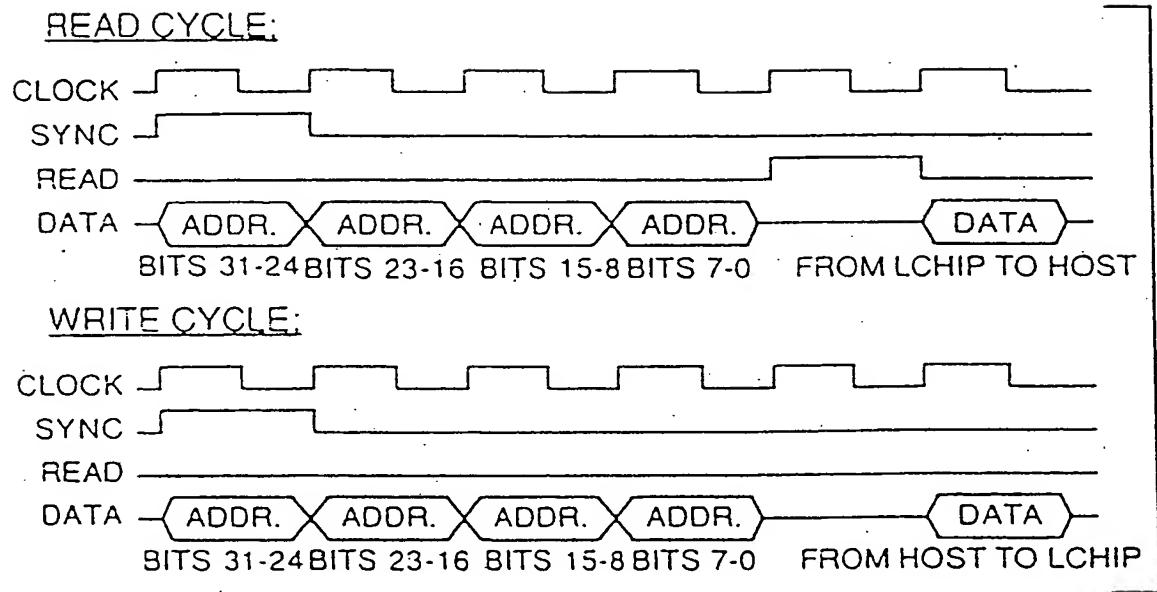 READ CYCLE:
CLOCK
SYNC
READ
DATA ADDR. ADDR. ADDR. ADDR. DATA
BITS 31-24 BITS 23-16 BITS 15-8 BITS 7-0 FROM LCHIP TO HOST
WRITE CYCLE:
CLOCK
SYNC
READ
DATA ADDR. ADDR. ADDR. ADDR. DATA
BITS 31-24 BITS 23-16 BITS 15-8 BITS 7-0 FROM HOST TO LCHIP